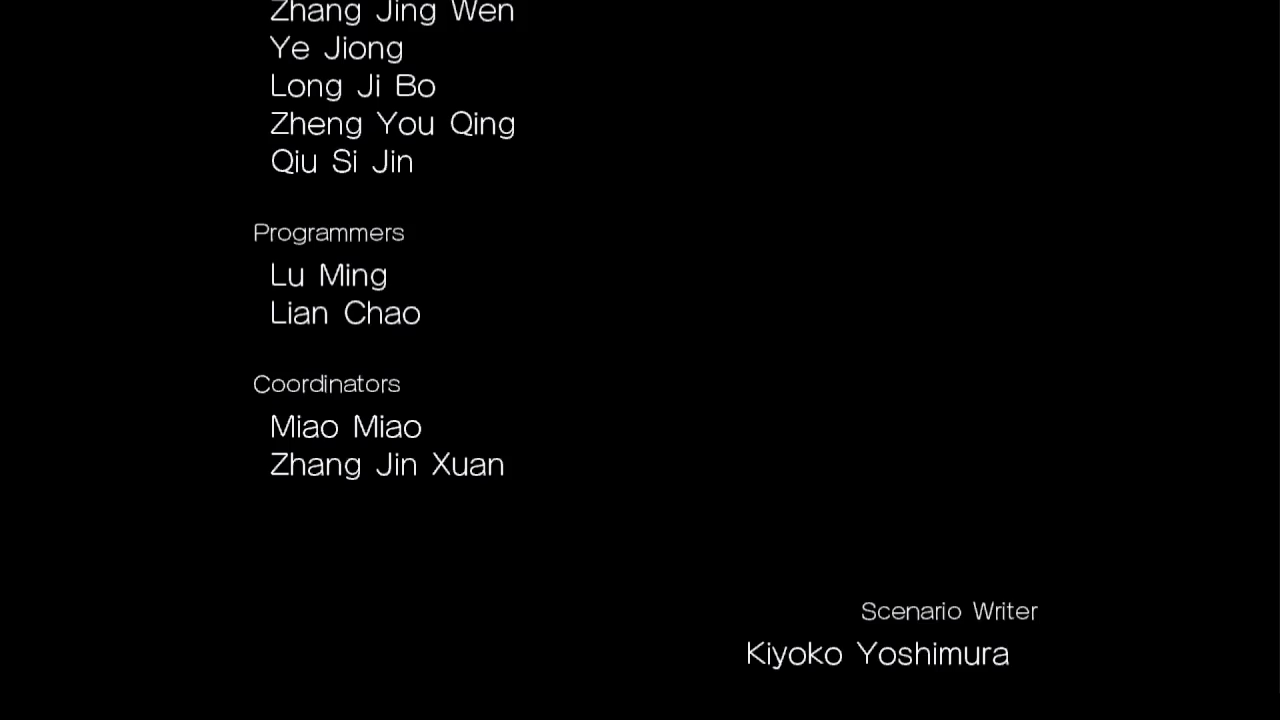 Zhang Jing Wen
Ye Jiong
Long Ji Bo
Zheng You Qing
Qiu Si Jin
Programmers
Lu Ming
Lian Chao
Coordinators
Miao Miao
Zhang Jin Xuan
Scenario Writer
Kiyoko Yoshimura